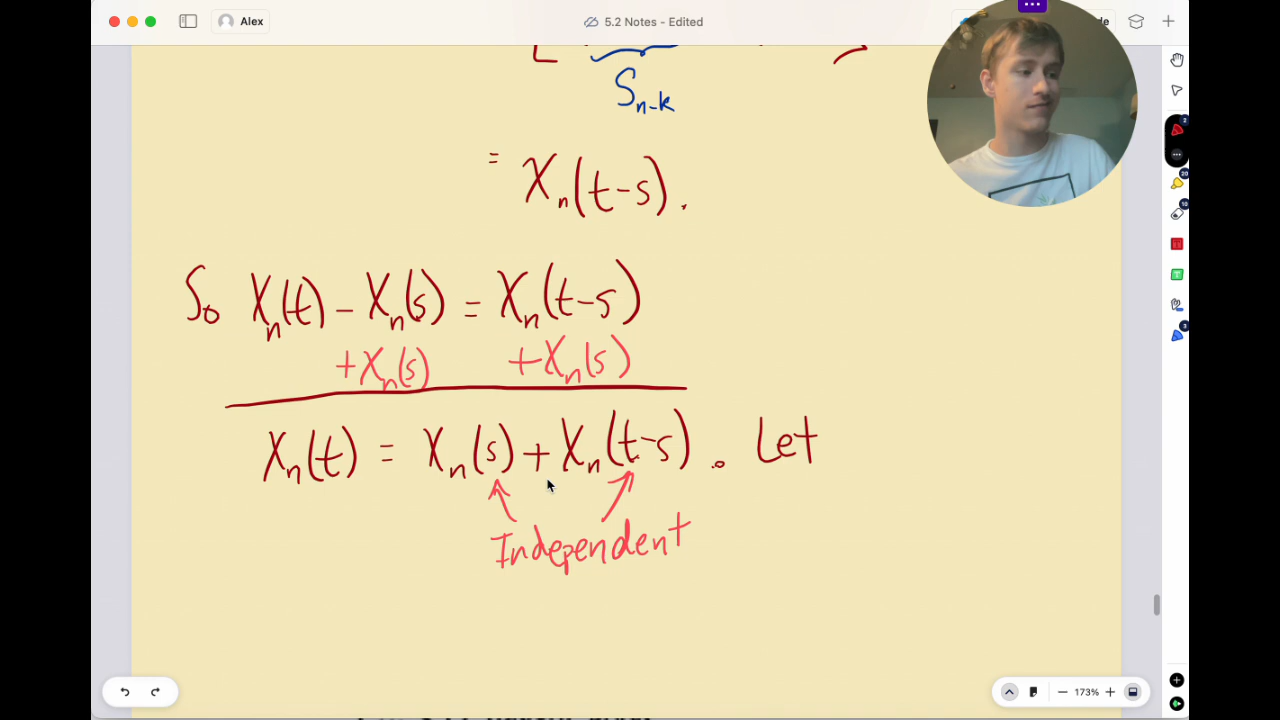 Alex
5.2 Notes - Edited
S_{n-k}
= X_n(t-s).
So X_n(t) - X_n(s) = X_n(t-s)
+X_n(s) +X_n(s)
X_n(t) = X_n(s) + X_n(t-s). Let
Independent
173%